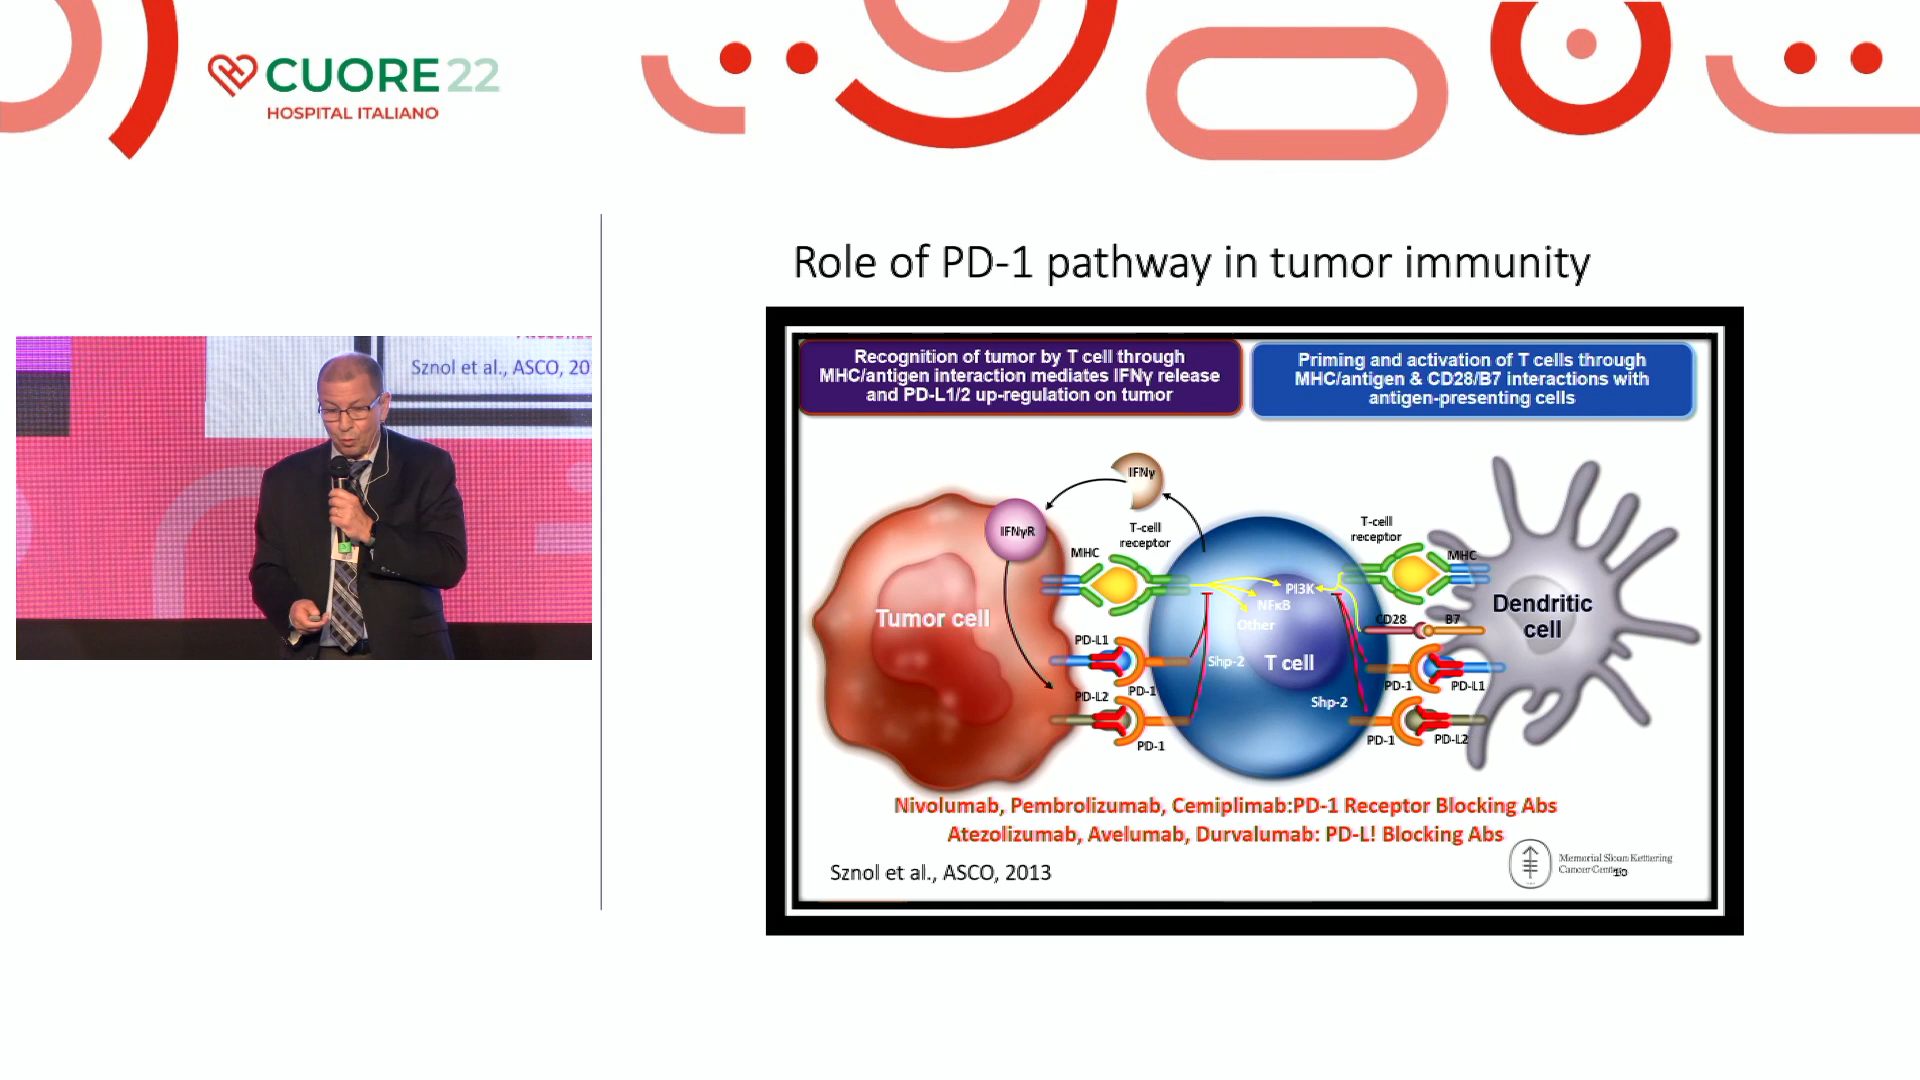 CUORE 22
HOSPITAL ITALIANO
Sznol et al., ASCO, 20
Role of PD-1 pathway in tumor immunity
Recognition of tumor by T cell through
MHC/antigen interaction mediates IFNγ release
and PD-L1/2 up-regulation on tumor
Priming and activation of T cells through
MHC/antigen & CD28/B7 interactions with
antigen-presenting cells
IFNγ
IFNγR
T-cell
receptor
MHC
T-cell
receptor
MHC
PI3K
NFκB
Other
Tumor cell
Dendritic
cell
CD28
B7
PD-L1
Shp-2
T cell
PD-L2
PD-1
PD-1
PD-L1
Shp-2
PD-1
PD-1
PD-L2
Nivolumab, Pembrolizumab, Cemiplimab:PD-1 Receptor Blocking Abs
Atezolizumab, Avelumab, Durvalumab: PD-L! Blocking Abs
Sznol et al., ASCO, 2013
Memorial Sloan Kettering
Cancer Center
10